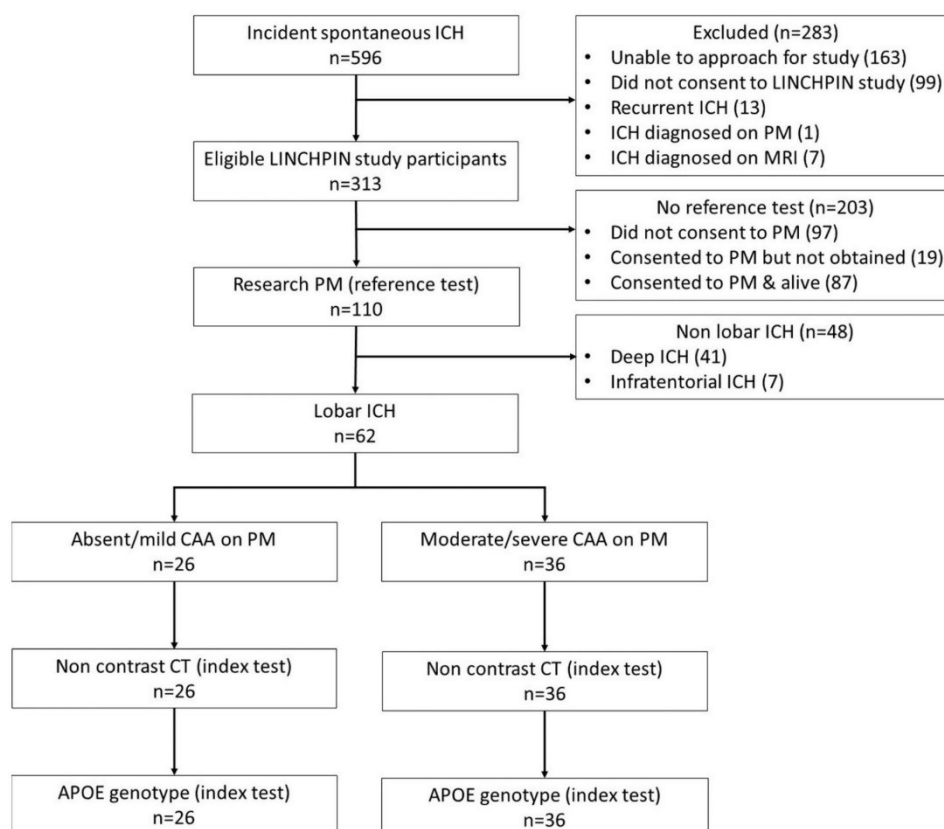 Incident spontaneous ICH
n=596
Excluded (n=283)
• Unable to approach for study (163)
• Did not consent to LINCHPIN study (99)
• Recurrent ICH (13)
• ICH diagnosed on PM (1)
• ICH diagnosed on MRI (7)
Eligible LINCHPIN study participants
n=313
No reference test (n=203)
• Did not consent to PM (97)
• Consented to PM but not obtained (19)
• Consented to PM & alive (87)
Research PM (reference test)
n=110
Non lobar ICH (n=48)
• Deep ICH (41)
• Infratentorial ICH (7)
Lobar ICH
n=62
Absent/mild CAA on PM
n=26
Moderate/severe CAA on PM
n=36
Non contrast CT (index test)
n=26
Non contrast CT (index test)
n=36
APOE genotype (index test)
n=26
APOE genotype (index test)
n=36